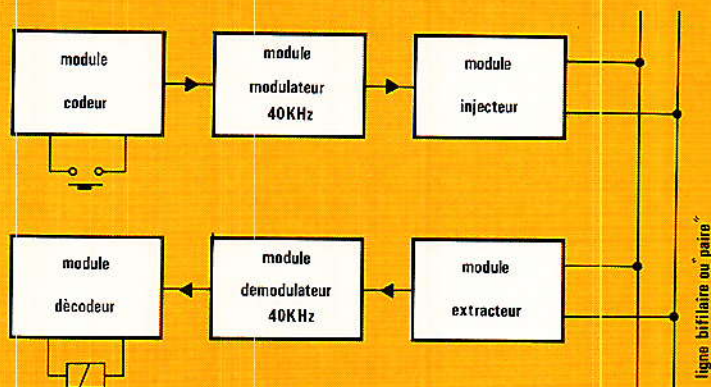 module
codeur
module
modulateur
40KHz
module
injecteur
module
dècodeur
module
demodulateur
40KHz
module
extracteur
ligne bifilaire ou "paire"